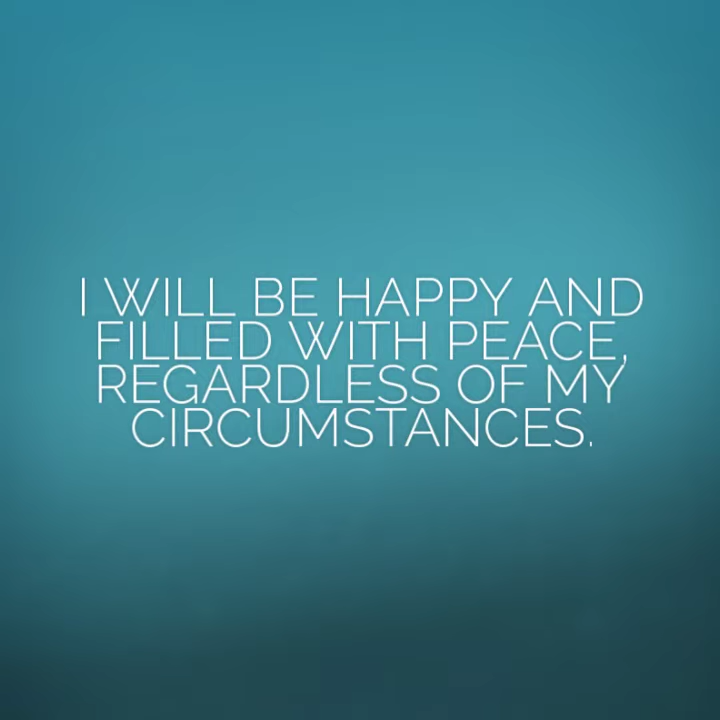 I WILL BE HAPPY AND
FILLED WITH PEACE,
REGARDLESS OF MY
CIRCUMSTANCES.